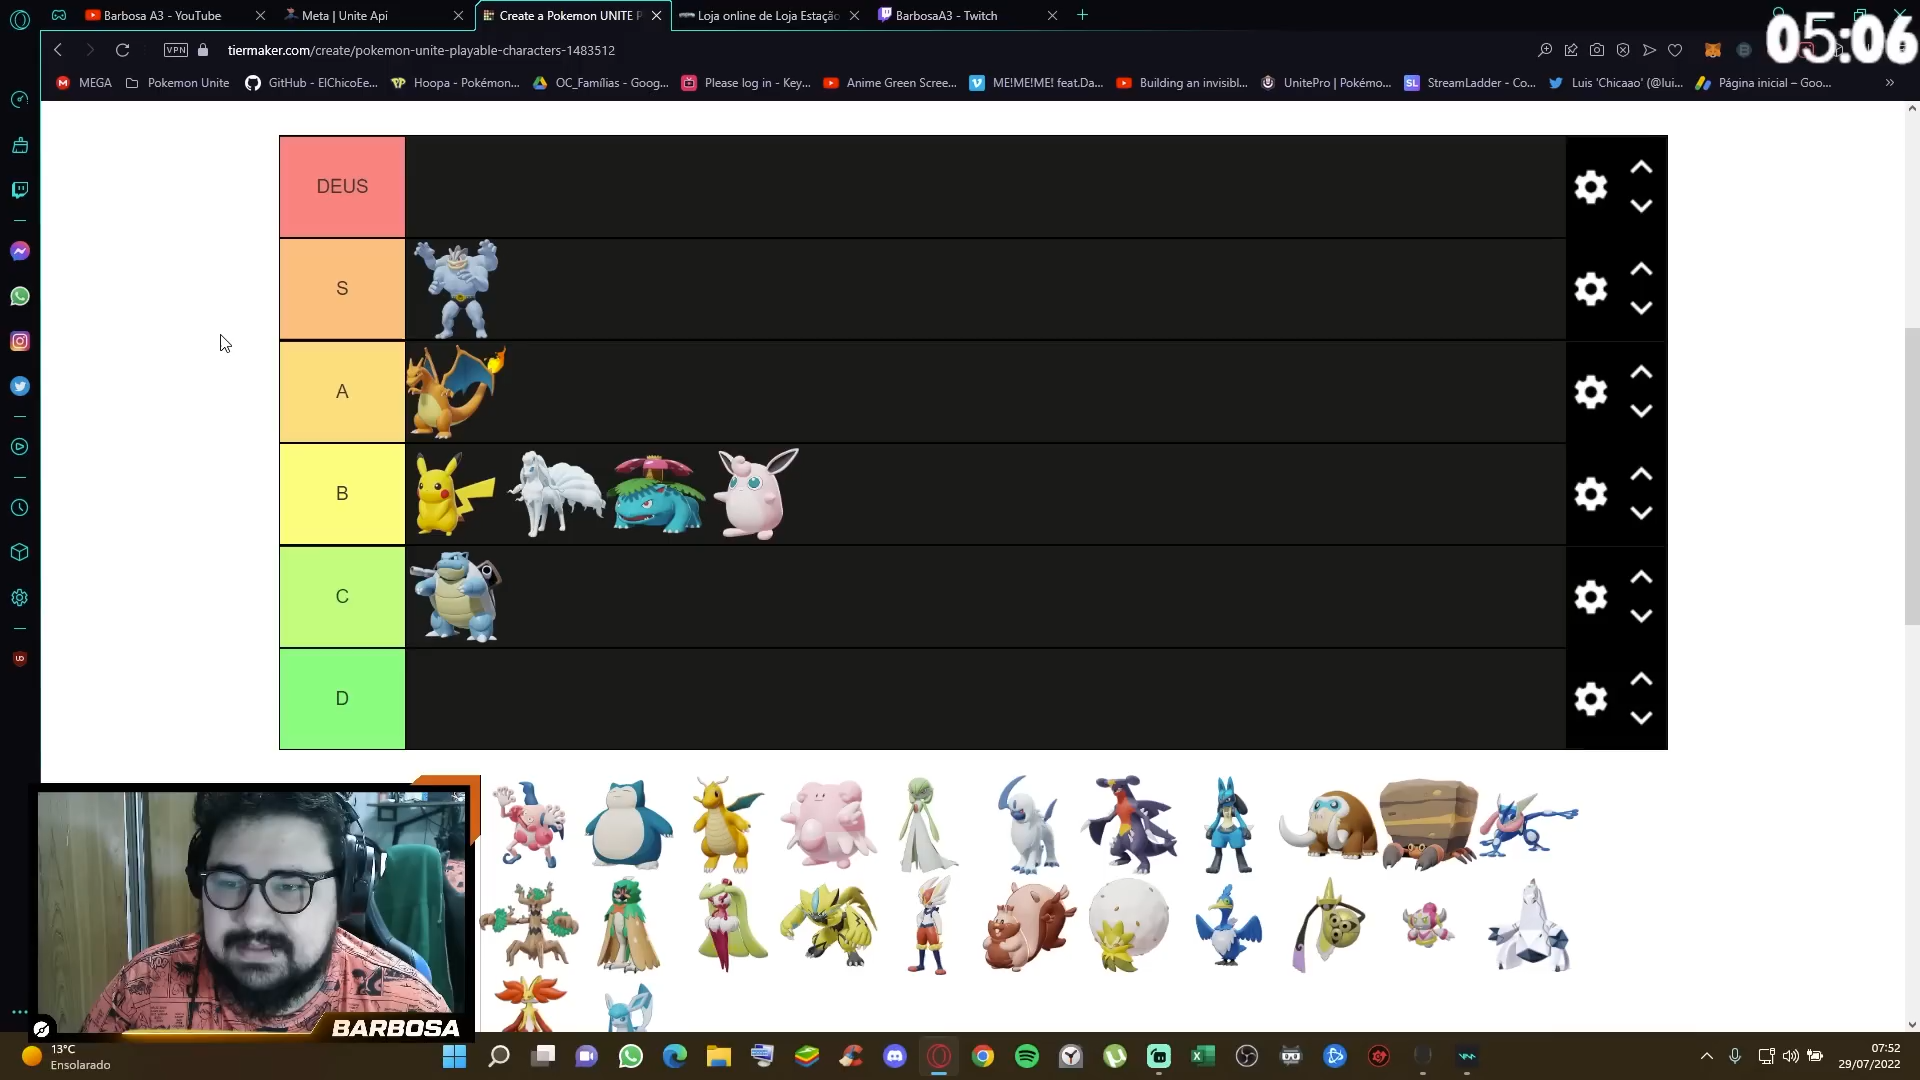 Barbosa A3 - YouTube
Meta | Unite Api
Create a Pokemon UNITE P
Loja online de Loja Estação
BarbosaA3 - Twitch
05:06
VPN
tiermaker.com/create/pokemon-unite-playable-characters-1483512
MEGA
Pokemon Unite
GitHub - ElChicoEe...
Hoopa - Pokémon...
OC_Famílias - Goog...
Please log in - Key...
Anime Green Scree...
ME!ME!ME! feat.Da...
Building an invisibl...
UnitePro | Pokémo...
SL
StreamLadder - Co...
Luis 'Chicaao' (@lui...
Página inicial – Goo...
DEUS
S
A
B
C
D
BARBOSA
13°C
Ensolarado
07:52
29/07/2022